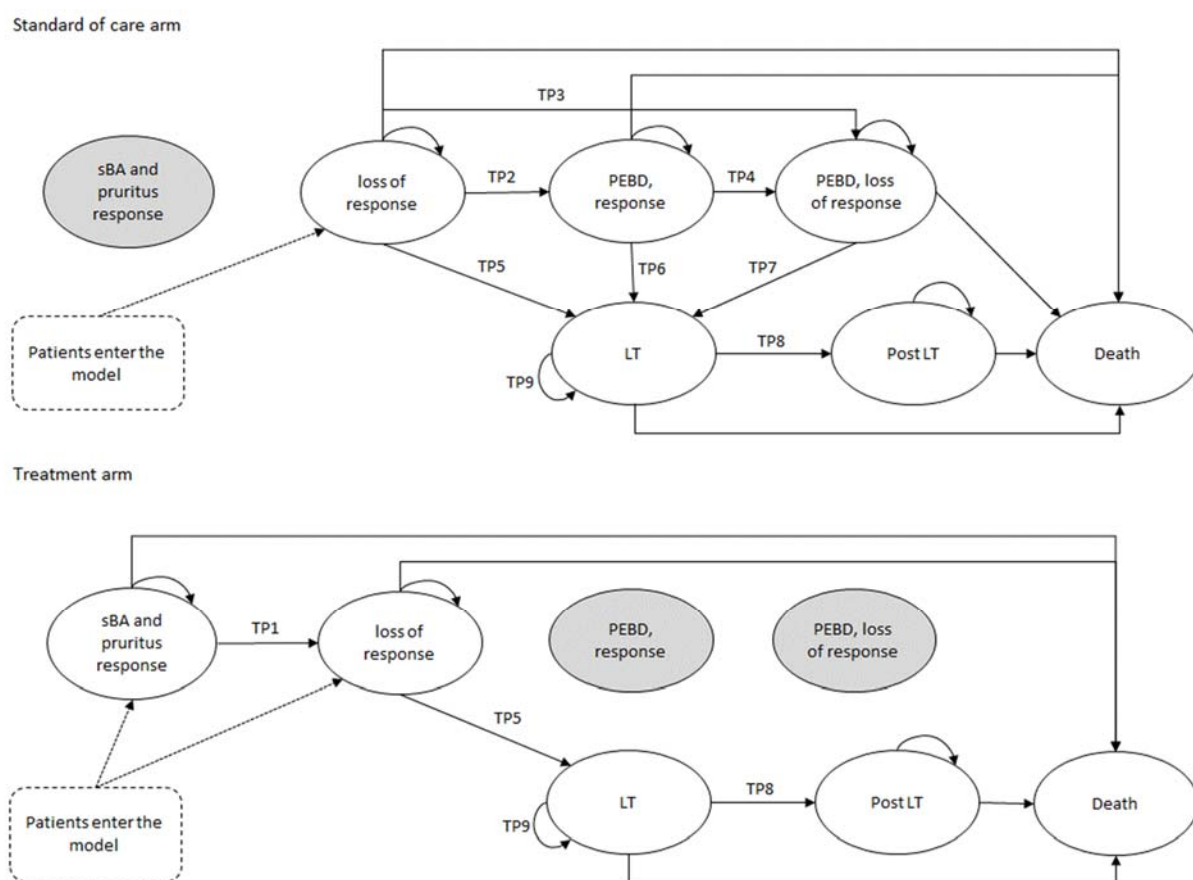 Standard of care arm
TP3
sBA and
pruritus
response
loss of
response
TP2
PEBD,
response
TP4
PEBD, loss
of response
TP5
TP6
TP7
Patients enter the
model
LT
TP8
Post LT
Death
TP9
Treatment arm
sBA and
pruritus
response
TP1
loss of
response
PEBD,
response
PEBD, loss
of response
TP5
Patients enter the
model
LT
TP8
Post LT
Death
TP9